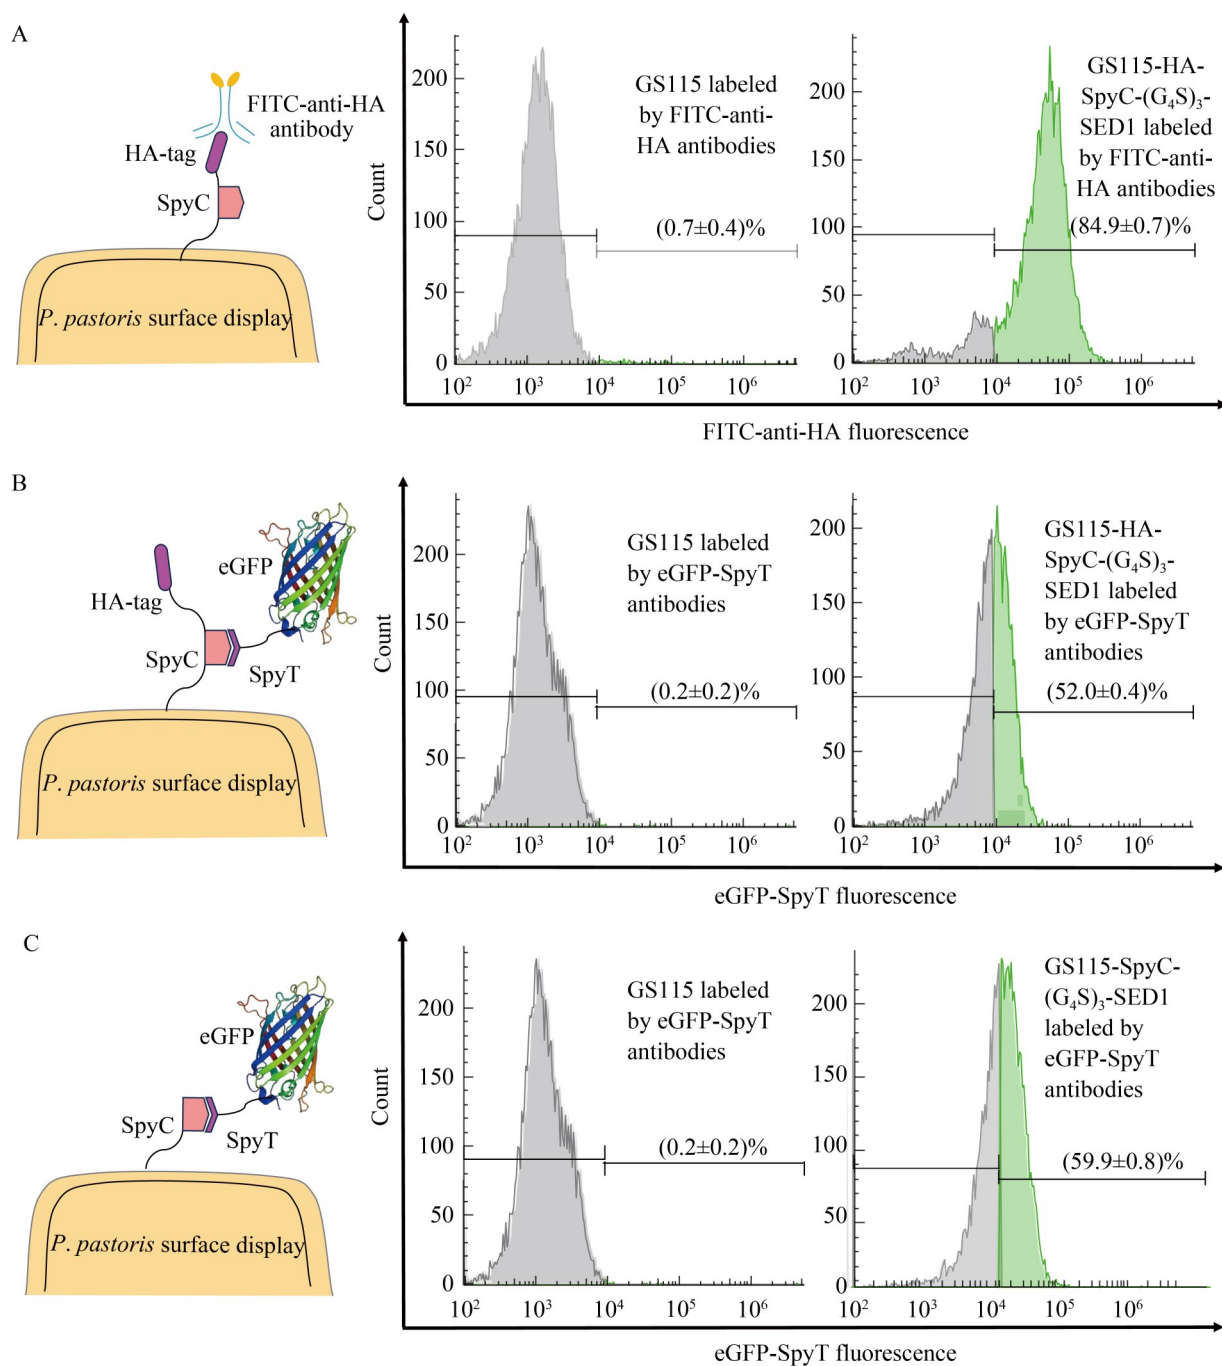 A
FITC-anti-HA
antibody
HA-tag
SpyC
P. pastoris surface display
Count
200
150
100
50
0
GS115 labeled
by FITC-anti-
HA antibodies
(0.7±0.4)%
10² 10³ 10⁴ 10⁵ 10⁶
200
150
100
50
0
GS115-HA-
SpyC-(G₄S)₃-
SED1 labeled
by FITC-anti-
HA antibodies
(84.9±0.7)%
10² 10³ 10⁴ 10⁵ 10⁶
FITC-anti-HA fluorescence
B
eGFP
HA-tag
SpyC
SpyT
P. pastoris surface display
Count
200
150
100
50
0
GS115 labeled
by eGFP-SpyT
antibodies
(0.2±0.2)%
10² 10³ 10⁴ 10⁵ 10⁶
200
150
100
50
0
GS115-HA-
SpyC-(G₄S)₃-
SED1 labeled
by eGFP-SpyT
antibodies
(52.0±0.4)%
10² 10³ 10⁴ 10⁵ 10⁶
eGFP-SpyT fluorescence
C
eGFP
SpyC
SpyT
P. pastoris surface display
Count
200
150
100
50
0
GS115 labeled
by eGFP-SpyT
antibodies
(0.2±0.2)%
10² 10³ 10⁴ 10⁵ 10⁶
200
150
100
50
0
GS115-SpyC-
(G₄S)₃-SED1
labeled by
eGFP-SpyT
antibodies
(59.9±0.8)%
10² 10³ 10⁴ 10⁵ 10⁶
eGFP-SpyT fluorescence